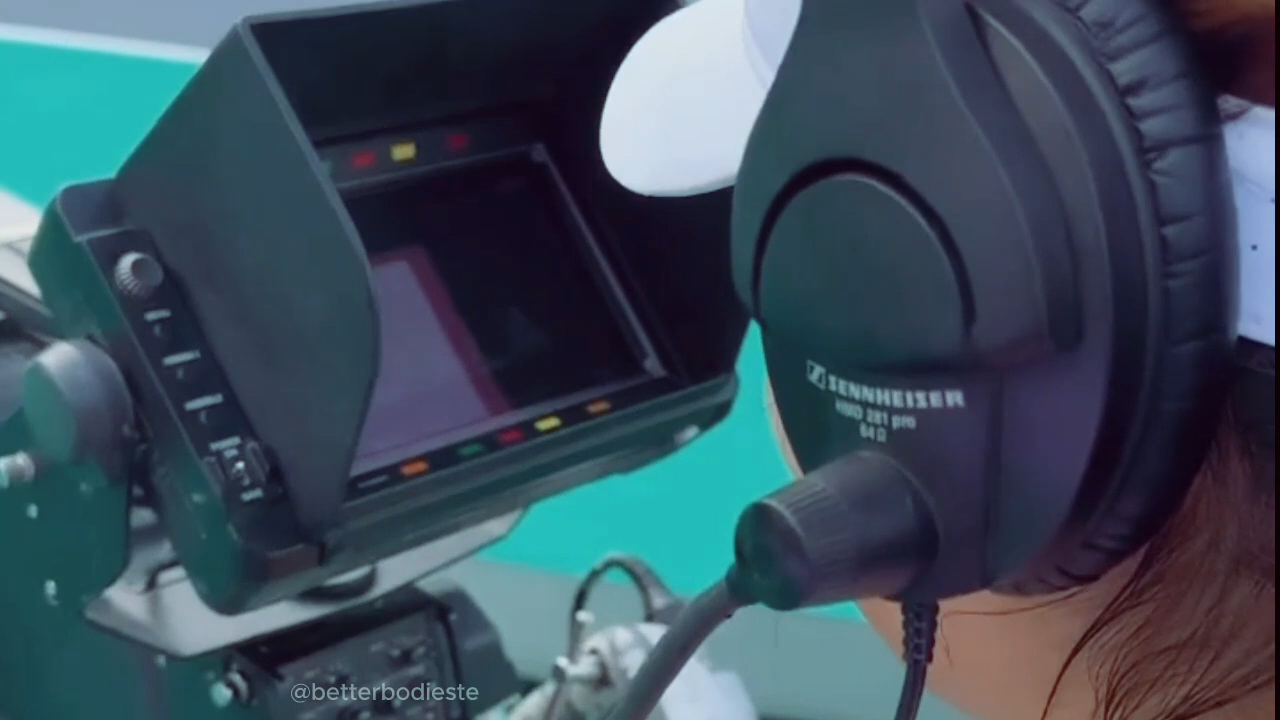 SENNHEISER
HMD 281 pro
64 Ω
@betterbodieste